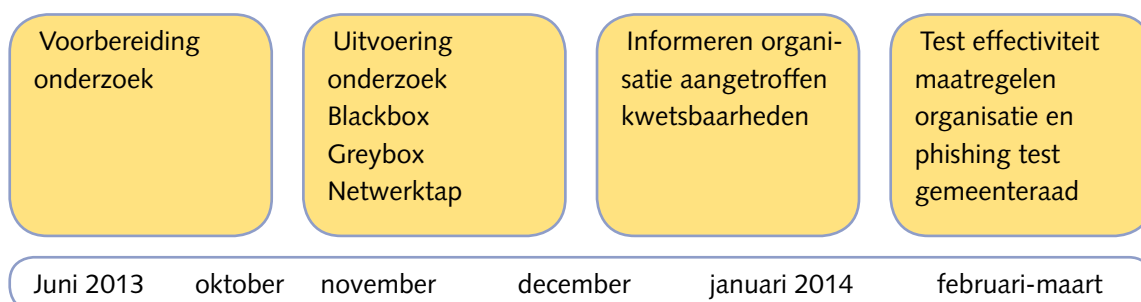 Voorbereiding
onderzoek
Uitvoering
onderzoek
Blackbox
Greybox
Netwerktap
Informeren organi-
satie aangetroffen
kwetsbaarheden
Test effectiviteit
maatregelen
organisatie en
phishing test
gemeenteraad
Juni 2013 oktober november december januari 2014 februari-maart